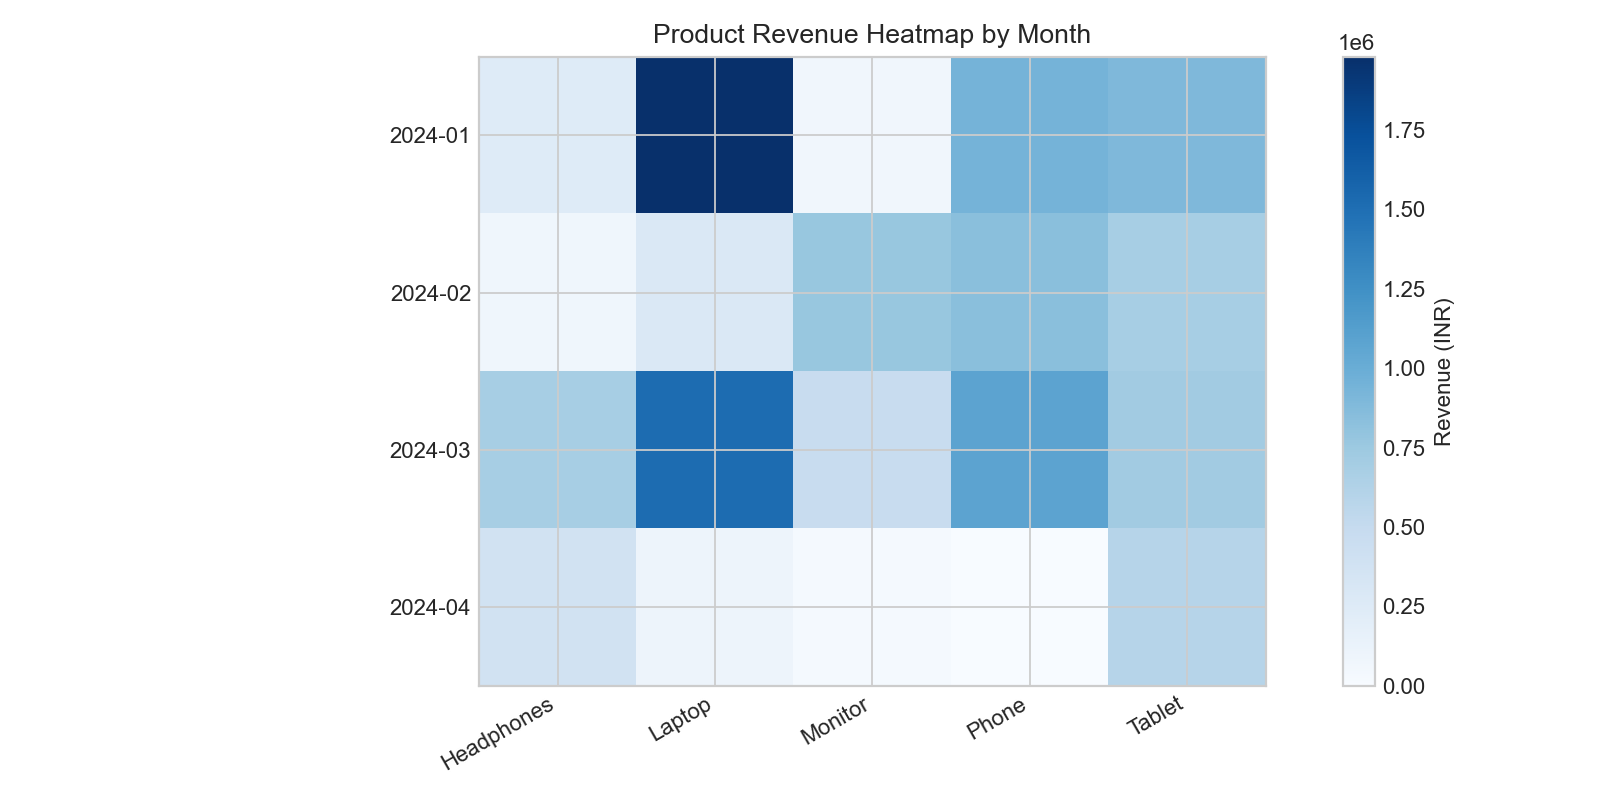 Product Revenue Heatmap by Month
1e6
2024-01
2024-02
2024-03
2024-04
Headphones
Laptop
Monitor
Phone
Tablet
1.75
1.50
1.25
1.00
0.75
0.50
0.25
0.00
Revenue (INR)